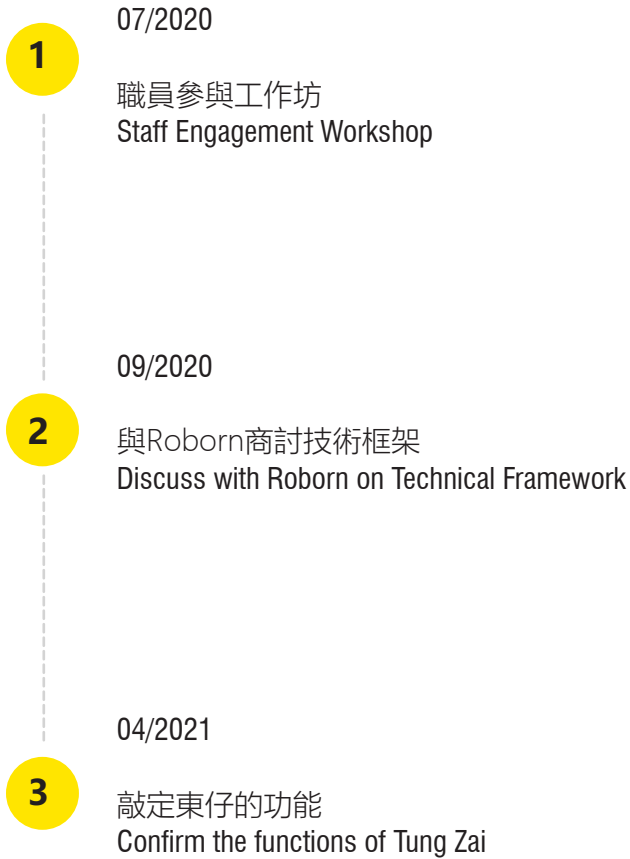 07/2020
1
職員參與工作坊
Staff Engagement Workshop
09/2020
2
與Roborn商討技術框架
Discuss with Roborn on Technical Framework
04/2021
3
敲定東仔的功能
Confirm the functions of Tung Zai